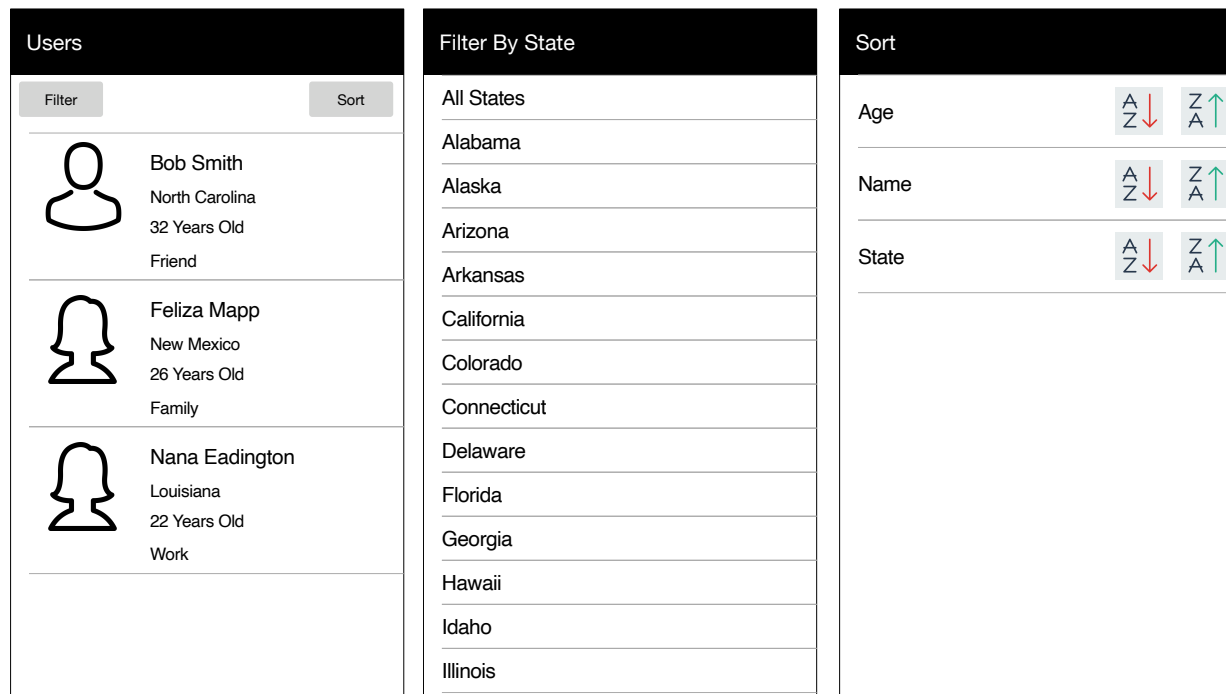 Users
Filter
Sort
Bob Smith
North Carolina
32 Years Old
Friend
Feliza Mapp
New Mexico
26 Years Old
Family
Nana Eadington
Louisiana
22 Years Old
Work
Filter By State
All States
Alabama
Alaska
Arizona
Arkansas
California
Colorado
Connecticut
Delaware
Florida
Georgia
Hawaii
Idaho
Illinois
Sort
Age
A Z
Z A
Name
A Z
Z A
State
A Z
Z A